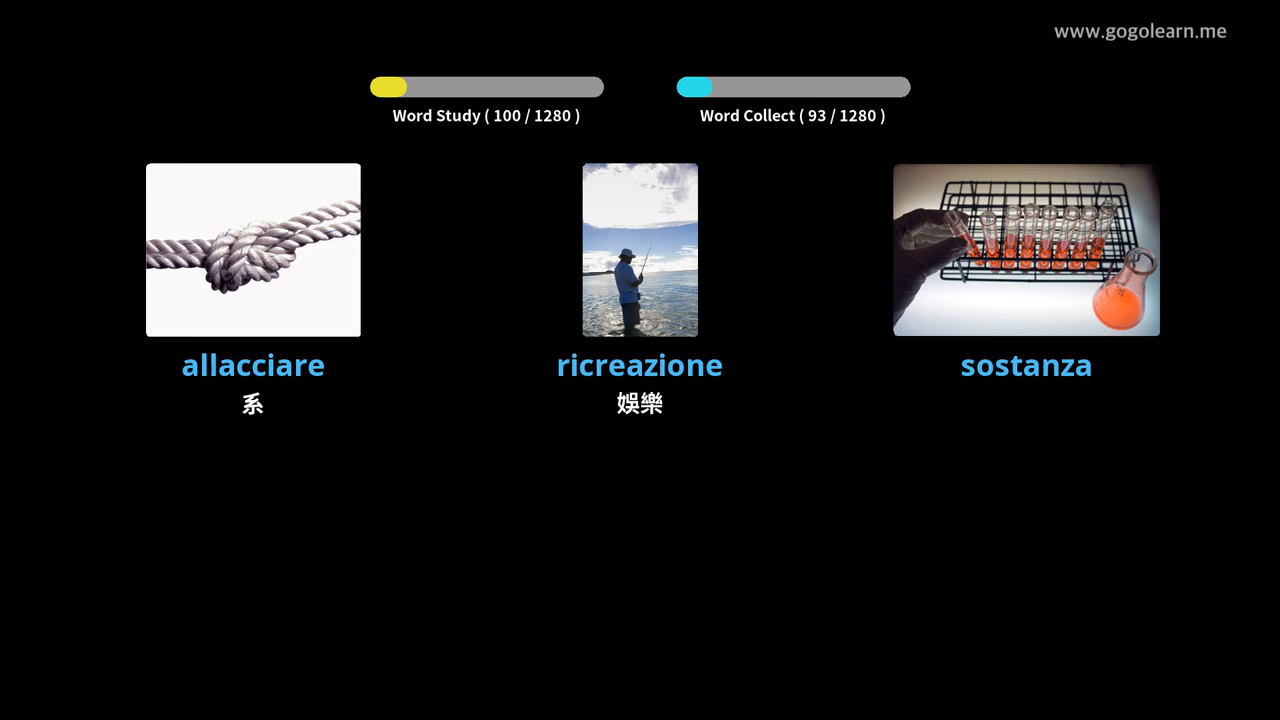 www.gogolearn.me
Word Study ( 100 / 1280 )
Word Collect ( 93 / 1280 )
allacciare
系
ricreazione
娛樂
sostanza